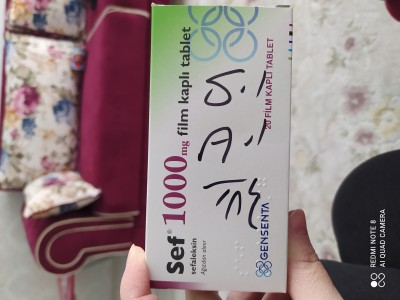 Sef® 1000 mg film kaplı tablet
sefaleksin
Ağızdan alınır
20 FİLM KAPLI TABLET
GENSENTA
REDMI NOTE 8
AI QUAD CAMERA